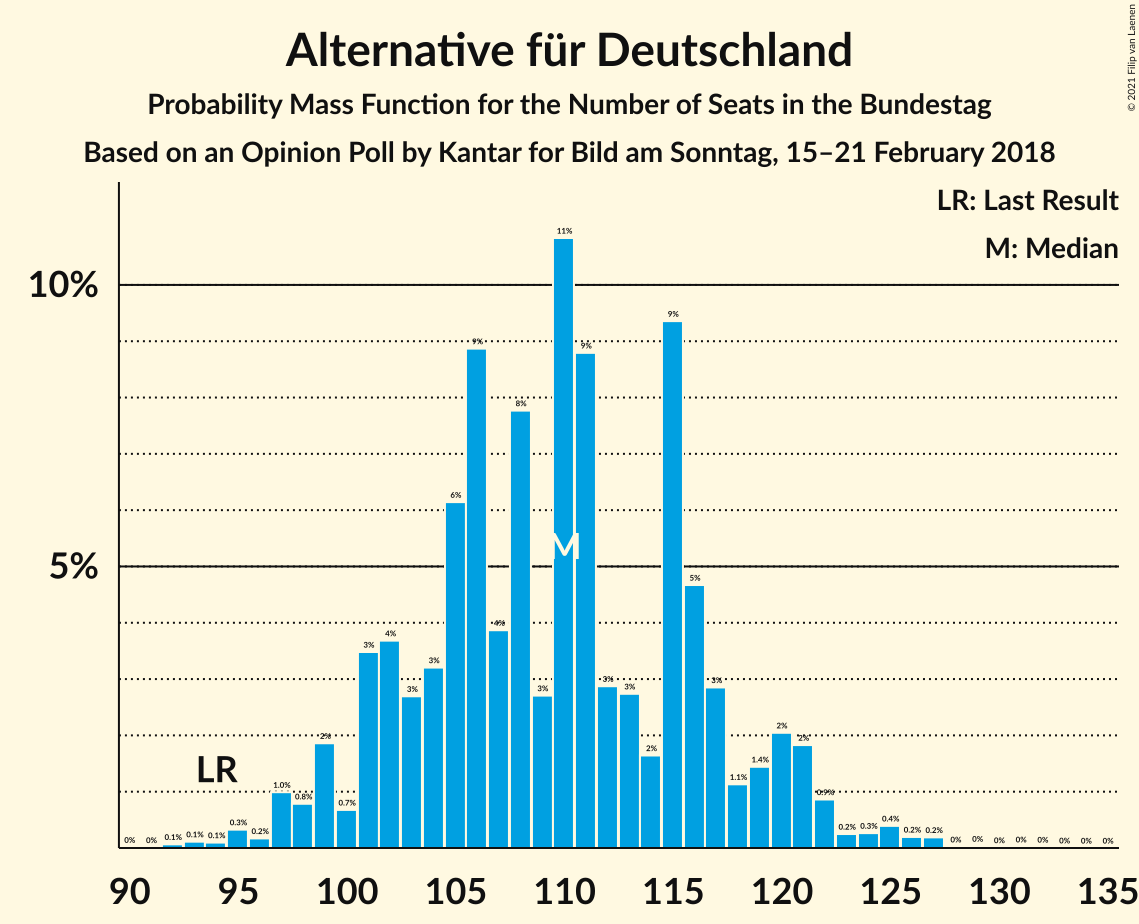 © 2021 Filip van Laenen
Alternative für Deutschland
Probability Mass Function for the Number of Seats in the Bundestag
Based on an Opinion Poll by Kantar for Bild am Sonntag, 15–21 February 2018
LR: Last Result
M: Median
10%
5%
0% 0% 0.1% 0.1% 0.1% 0.3% 0.2% 1.0% 0.8% 2% 0.7% 3% 4% 3% 3% 6% 9% 4% 8% 3% 11% 9% 3% 3% 2% 9% 5% 3% 1.1% 1.4% 2% 2% 0.9% 0.2% 0.3% 0.4% 0.2% 0.2% 0% 0% 0% 0% 0% 0% 0% 0%
M
LR
90 95 100 105 110 115 120 125 130 135